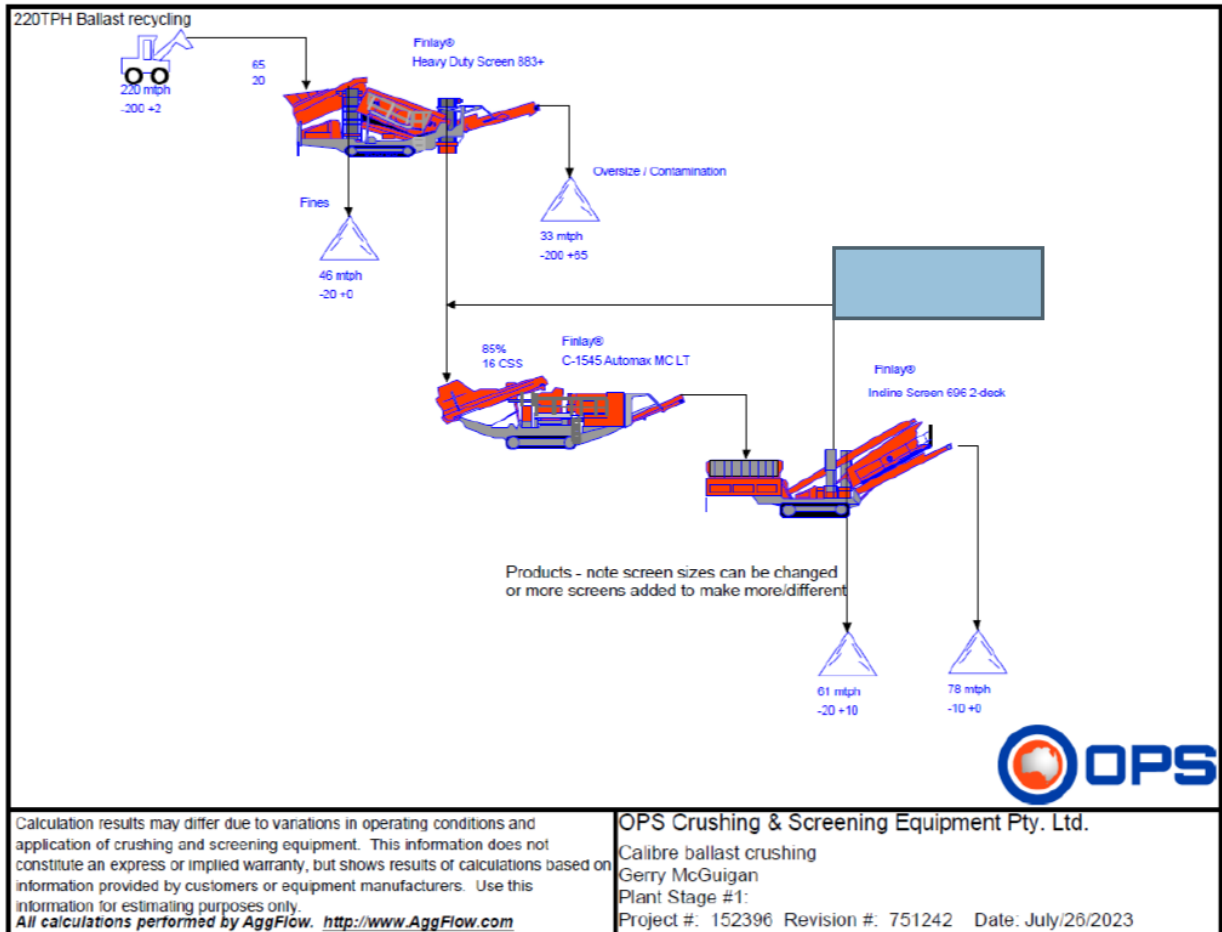 220TPH Ballast recycling
220 mtph
-200 +2
65
20
Finlay®
Heavy Duty Screen 883+
Oversize / Contamination
33 mtph
-200 +65
Fines
46 mtph
-20 +0
85%
16 CSS
Finlay®
C-1545 Automax MC LT
Finlay®
Incline Screen 696 2-deck
Products - note screen sizes can be changed
or more screens added to make more/different
61 mtph
-20 +10
78 mtph
-10 +0
OPS
Calculation results may differ due to variations in operating conditions and
application of crushing and screening equipment. This information does not
constitute an express or implied warranty, but shows results of calculations based on
information provided by customers or equipment manufacturers. Use this
information for estimating purposes only.
All calculations performed by AggFlow. http://www.AggFlow.com
OPS Crushing & Screening Equipment Pty. Ltd.
Calibre ballast crushing
Gerry McGuigan
Plant Stage #1:
Project #: 152396 Revision #: 751242 Date: July/26/2023